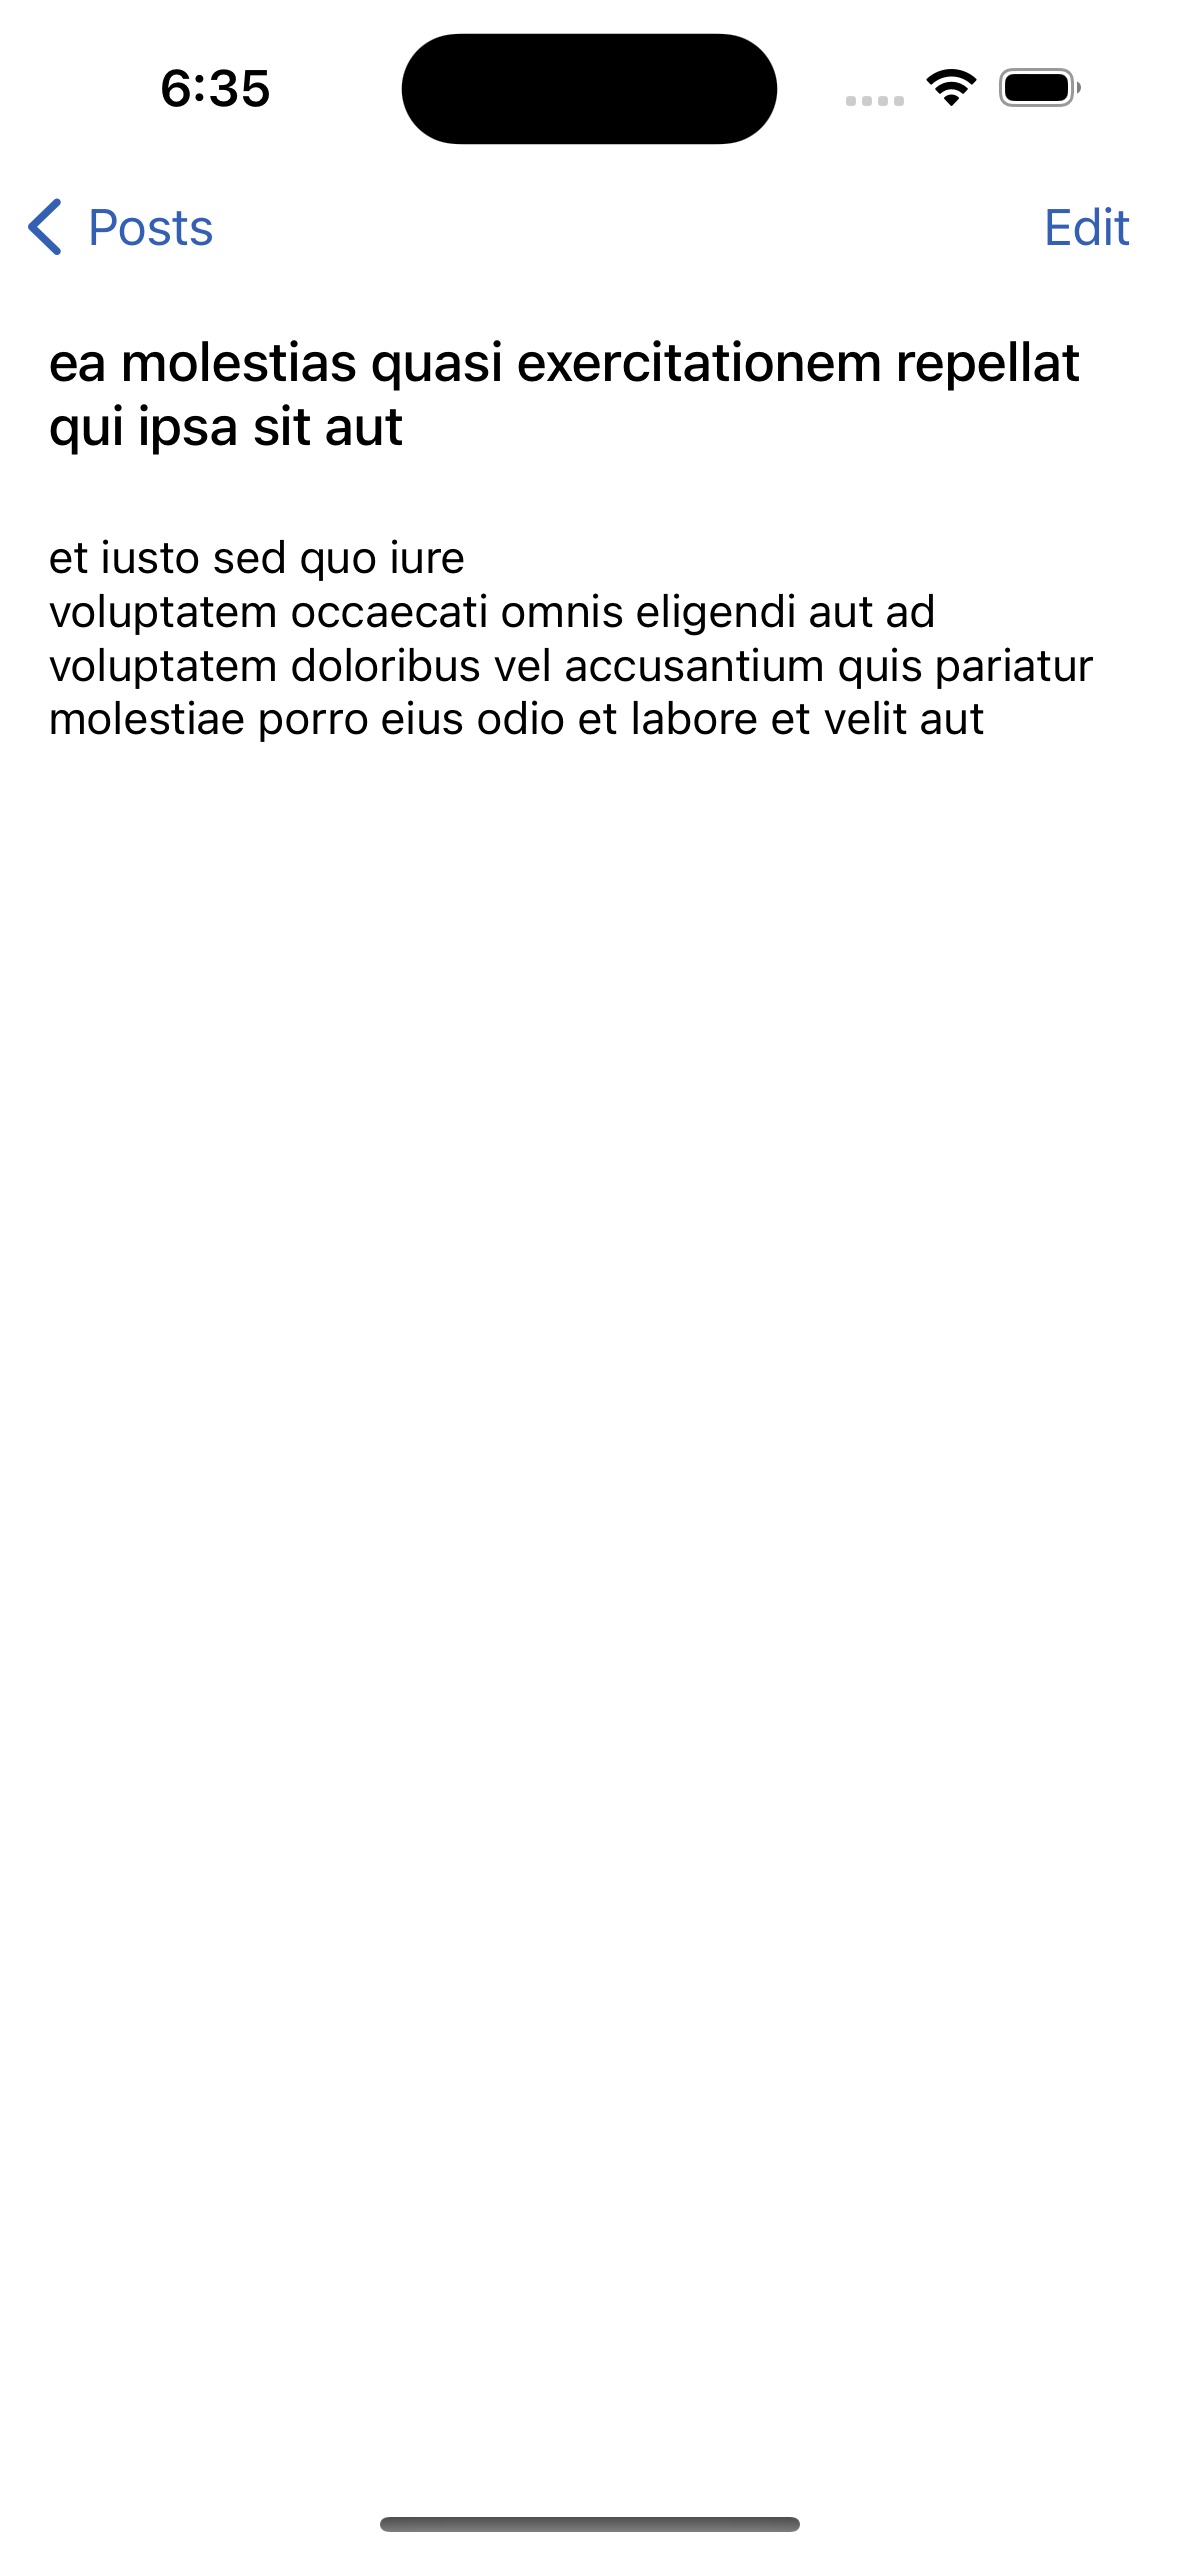 6:35
Posts
Edit
ea molestias quasi exercitationem repellat
qui ipsa sit aut
et iusto sed quo iure
voluptatem occaecati omnis eligendi aut ad
voluptatem doloribus vel accusantium quis pariatur
molestiae porro eius odio et labore et velit aut